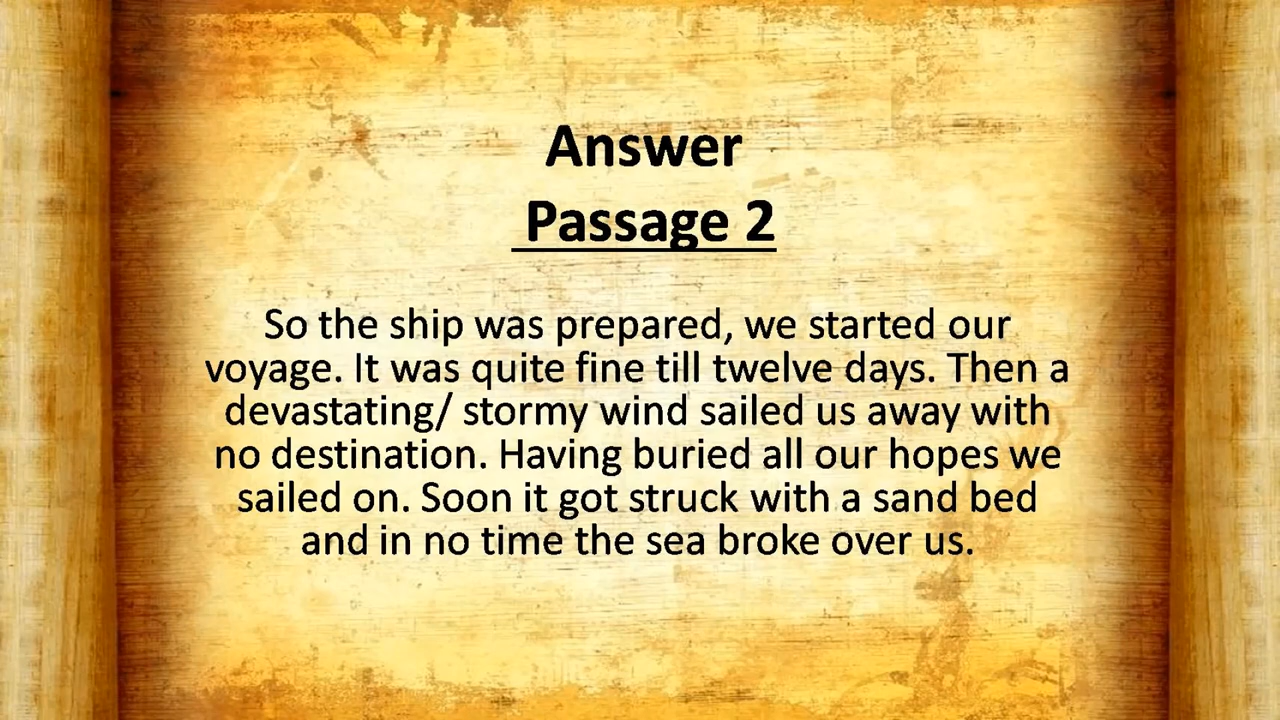 Answer
Passage 2
So the ship was prepared, we started our
voyage. It was quite fine till twelve days. Then a
devastating/ stormy wind sailed us away with
no destination. Having buried all our hopes we
sailed on. Soon it got struck with a sand bed
and in no time the sea broke over us.